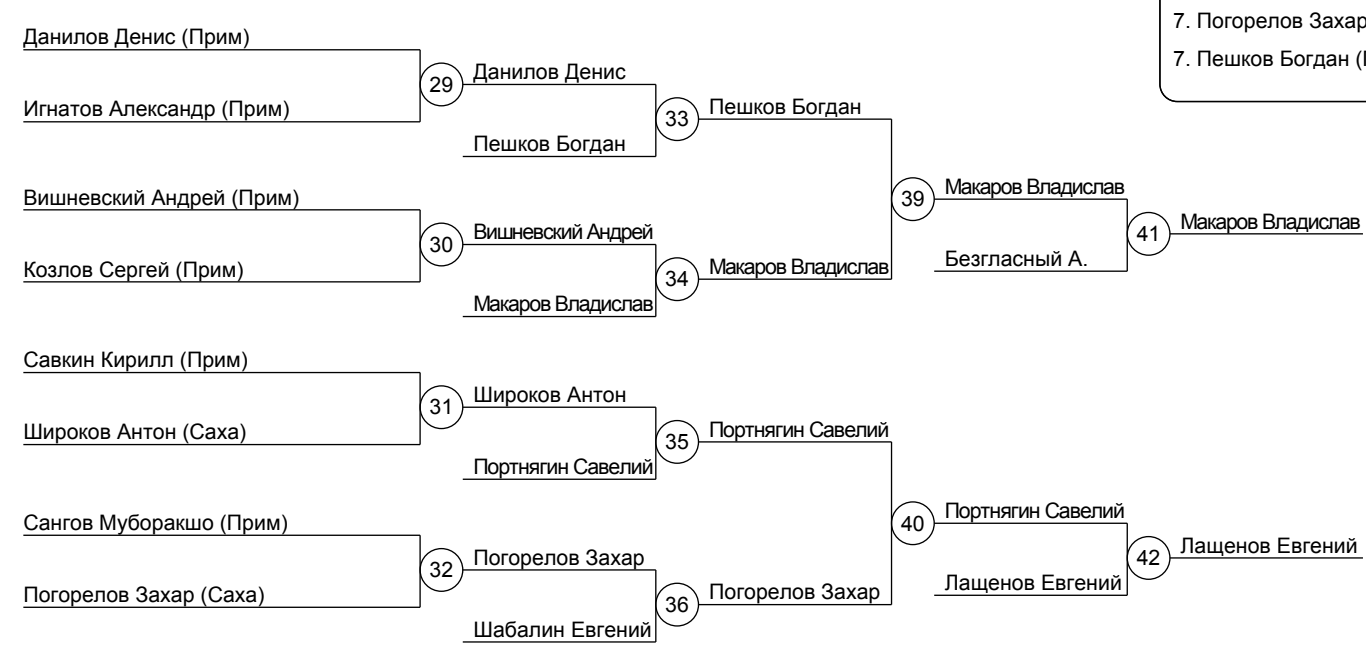 7. Погорелов Захар
7. Пешков Богдан
Данилов Денис (Прим)
Игнатов Александр (Прим)
29
Данилов Денис
Пешков Богдан
33
Пешков Богдан
Вишневский Андрей (Прим)
Козлов Сергей (Прим)
30
Вишневский Андрей
Макаров Владислав
34
Макаров Владислав
39
Макаров Владислав
Безгласный А.
41
Макаров Владислав
Савкин Кирилл (Прим)
Широков Антон (Саха)
31
Широков Антон
Портнягин Савелий
35
Портнягин Савелий
Сангов Муборакшо (Прим)
Погорелов Захар (Саха)
32
Погорелов Захар
Шабалин Евгений
36
Погорелов Захар
40
Портнягин Савелий
Лащенов Евгений
42
Лащенов Евгений